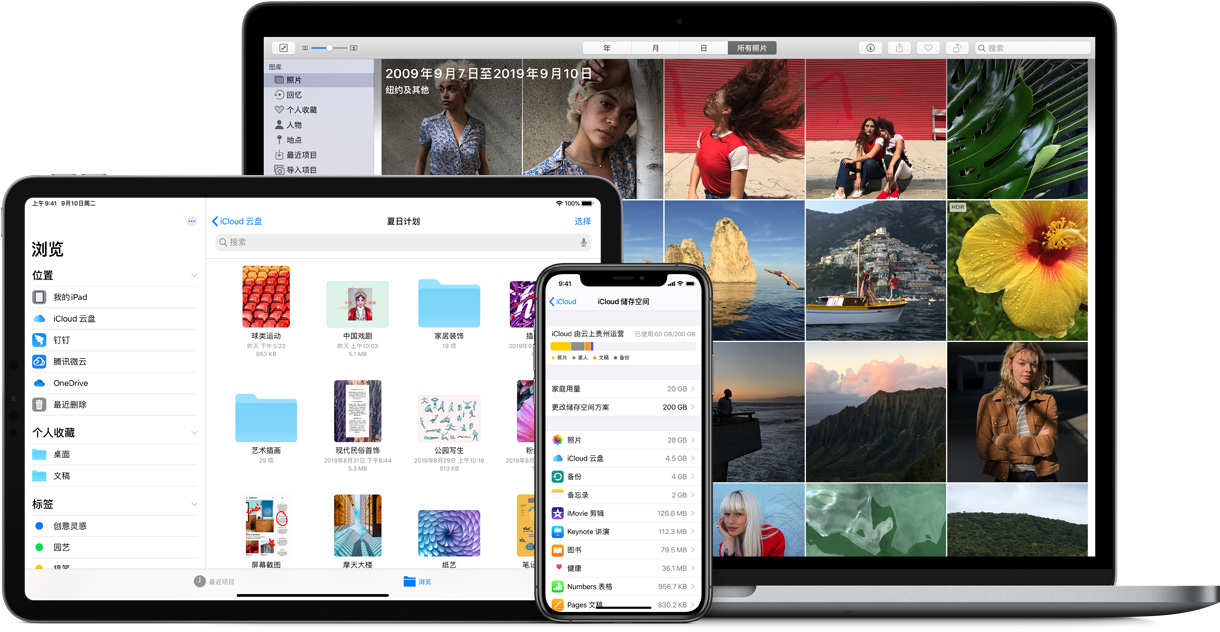 年 月 日 所有照片 搜索
图库
照片
回忆
个人收藏
人物
地点
最近项目
导入项目
2009年9月7日至2019年9月10日
纽约及其他
HDR
上午9:41 9月10日周二
100%
浏览
位置
我的 iPad
iCloud 云盘
钉钉
腾讯微云
OneDrive
最近删除
个人收藏
桌面
文稿
标签
创意灵感
园艺
iCloud 云盘
夏日计划
选择
搜索
球类运动
昨天 下午5:22
653 KB
中国戏剧
昨天 上午10:03
5.1 MB
家居装饰
19 项
艺术插画
29 项
现代民俗首饰
2019年8月31日 下午6:44
5.3 MB
公园写生
2019年8月29日 上午10:16
513 KB
屏幕截图
摩天大楼
纸艺
最近项目
浏览
9:41
iCloud
iCloud 储存空间
iCloud 由云上贵州运营 已使用 60 GB/200 GB
照片 家人 文稿 备份
家庭用量 20 GB
更改储存空间方案 200 GB
照片 28 GB
iCloud 云盘 4.5 GB
备份 4 GB
备忘录 2 GB
iMovie 剪辑 126.8 MB
Keynote 讲演 112.3 MB
图书 79.5 MB
健康 36.1 MB
Numbers 表格 956.7 KB
Pages 文稿 830.2 KB